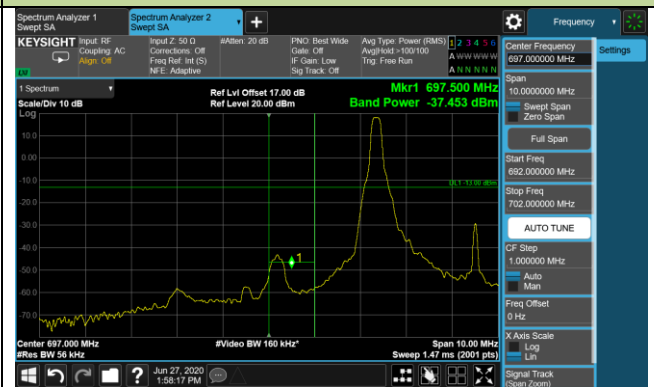 Spectrum Analyzer 1
Swept SA
Spectrum Analyzer 2
Swept SA
+
Frequency
KEYSIGHT
Input: RF
Coupling: AC
Align: Off
Input Z: 50 Ω
Corrections: Off
Freq Ref: Int (S)
NFE: Adaptive
#Atten: 20 dB
PNO: Best Wide
Gate: Off
IF Gain: Low
Sig Track: Off
Avg Type: Power (RMS)
Avg|Hold:>100/100
Trig: Free Run
1 2 3 4 5 6
A W W W W W
A N N N N N
LV
1 Spectrum
Scale/Div 10 dB
Ref Lvl Offset 17.00 dB
Ref Level 20.00 dBm
Mkr1 697.500 MHz
Band Power -37.453 dBm
Log
10.0
0.00
-10.0
-20.0
-30.0
-40.0
-50.0
-60.0
-70.0
DL1 -13.00 dBm
1
Center 697.000 MHz
#Res BW 56 kHz
#Video BW 160 kHz*
Span 10.00 MHz
Sweep 1.47 ms (2001 pts)
Center Frequency
697.000000 MHz
Settings
Span
10.0000000 MHz
Swept Span
Zero Span
Full Span
Start Freq
692.000000 MHz
Stop Freq
702.000000 MHz
AUTO TUNE
CF Step
1.000000 MHz
Auto
Man
Freq Offset
0 Hz
X Axis Scale
Log
Lin
Signal Track
(Span Zoom)
?
Jun 27, 2020
1:58:17 PM